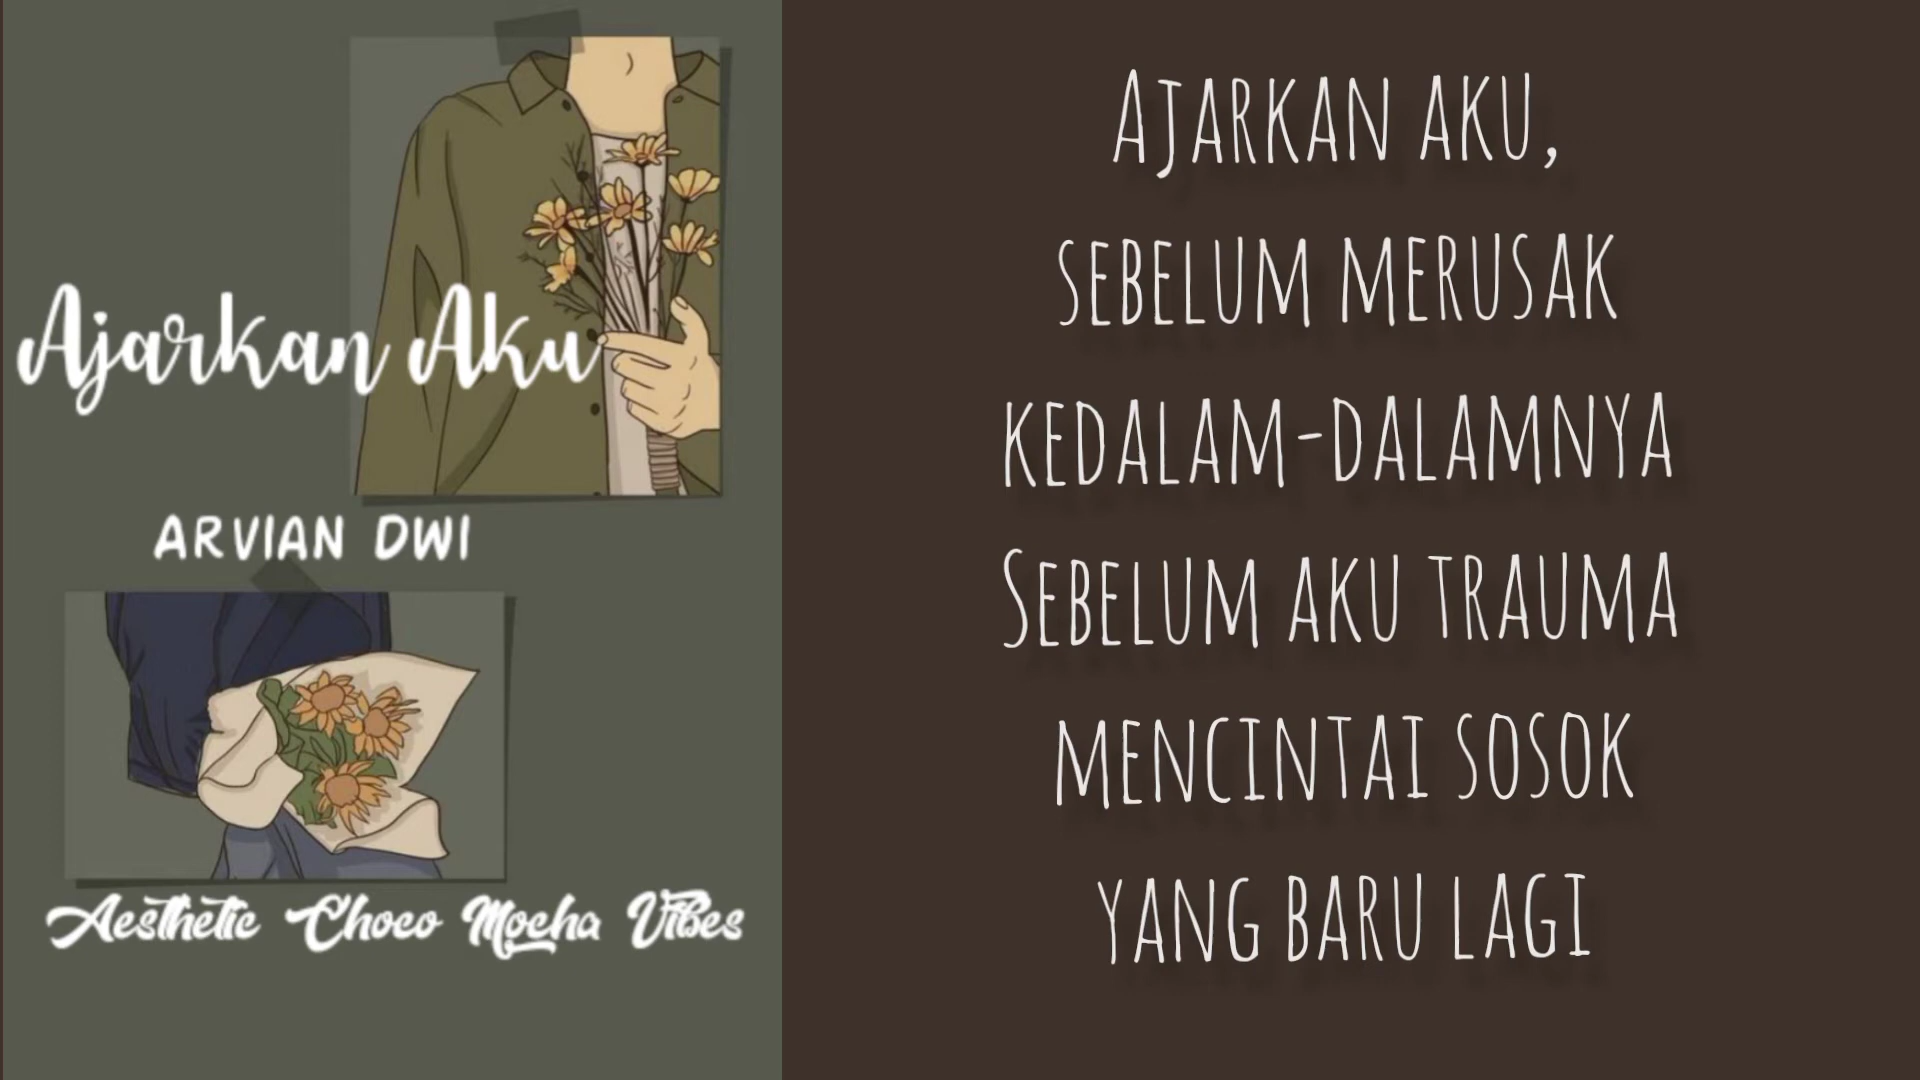 Ajarkan Aku
ARVIAN DWI
Aesthetic Choco Mocha Vibes
AJARKAN AKU,
SEBELUM MERUSAK
KEDALAM-DALAMNYA
SEBELUM AKU TRAUMA
MENCINTAI SOSOK
YANG BARU LAGI